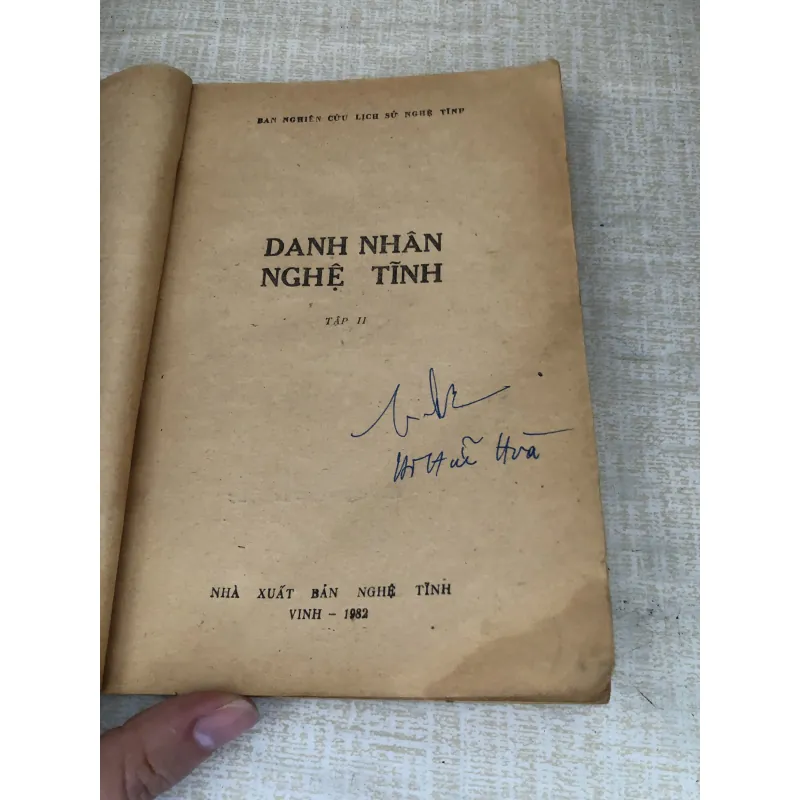 BAN NGHIÊN CỨU LỊCH SỬ NGHỆ TĨNH
DANH NHÂN
NGHỆ TĨNH
TẬP II
Hoà
NHÀ XUẤT BẢN NGHỆ TĨNH
VINH – 1982